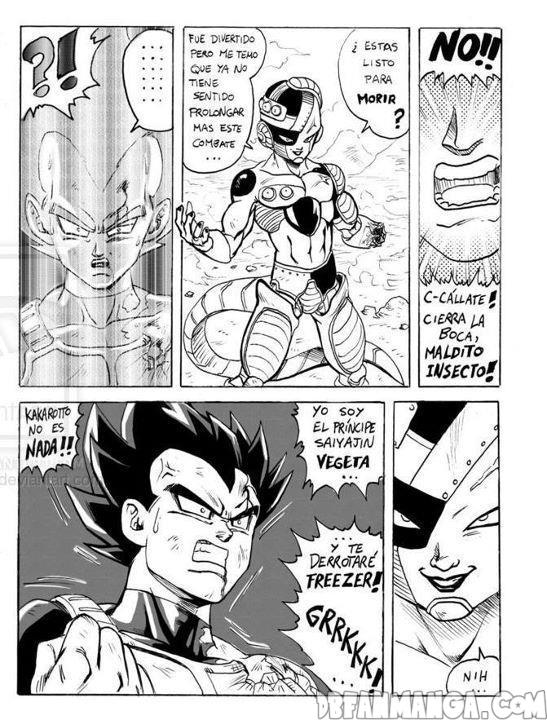 ?!
FUE DIVERTIDO
PERO ME TEMO
QUE YA NO
TIENE
SENTIDO
PROLONGAR
MAS ESTE
COMBATE
...
¿ ESTAS
LISTO
PARA
MORIR
?
NO!!
C-CÁLLATE!
CIERRA LA
BOCA,
MALDITO
INSECTO!
KAKAROTTO
NO ES
NADA!!
YO SOY
EL PRÍNCIPE
SAIYAJIN
VEGETA
...
...
Y TE
DERROTARÉ
FREEZER!
GRRKKK...!
NIH
...
deviantart.com
DBFANMANGA.COM